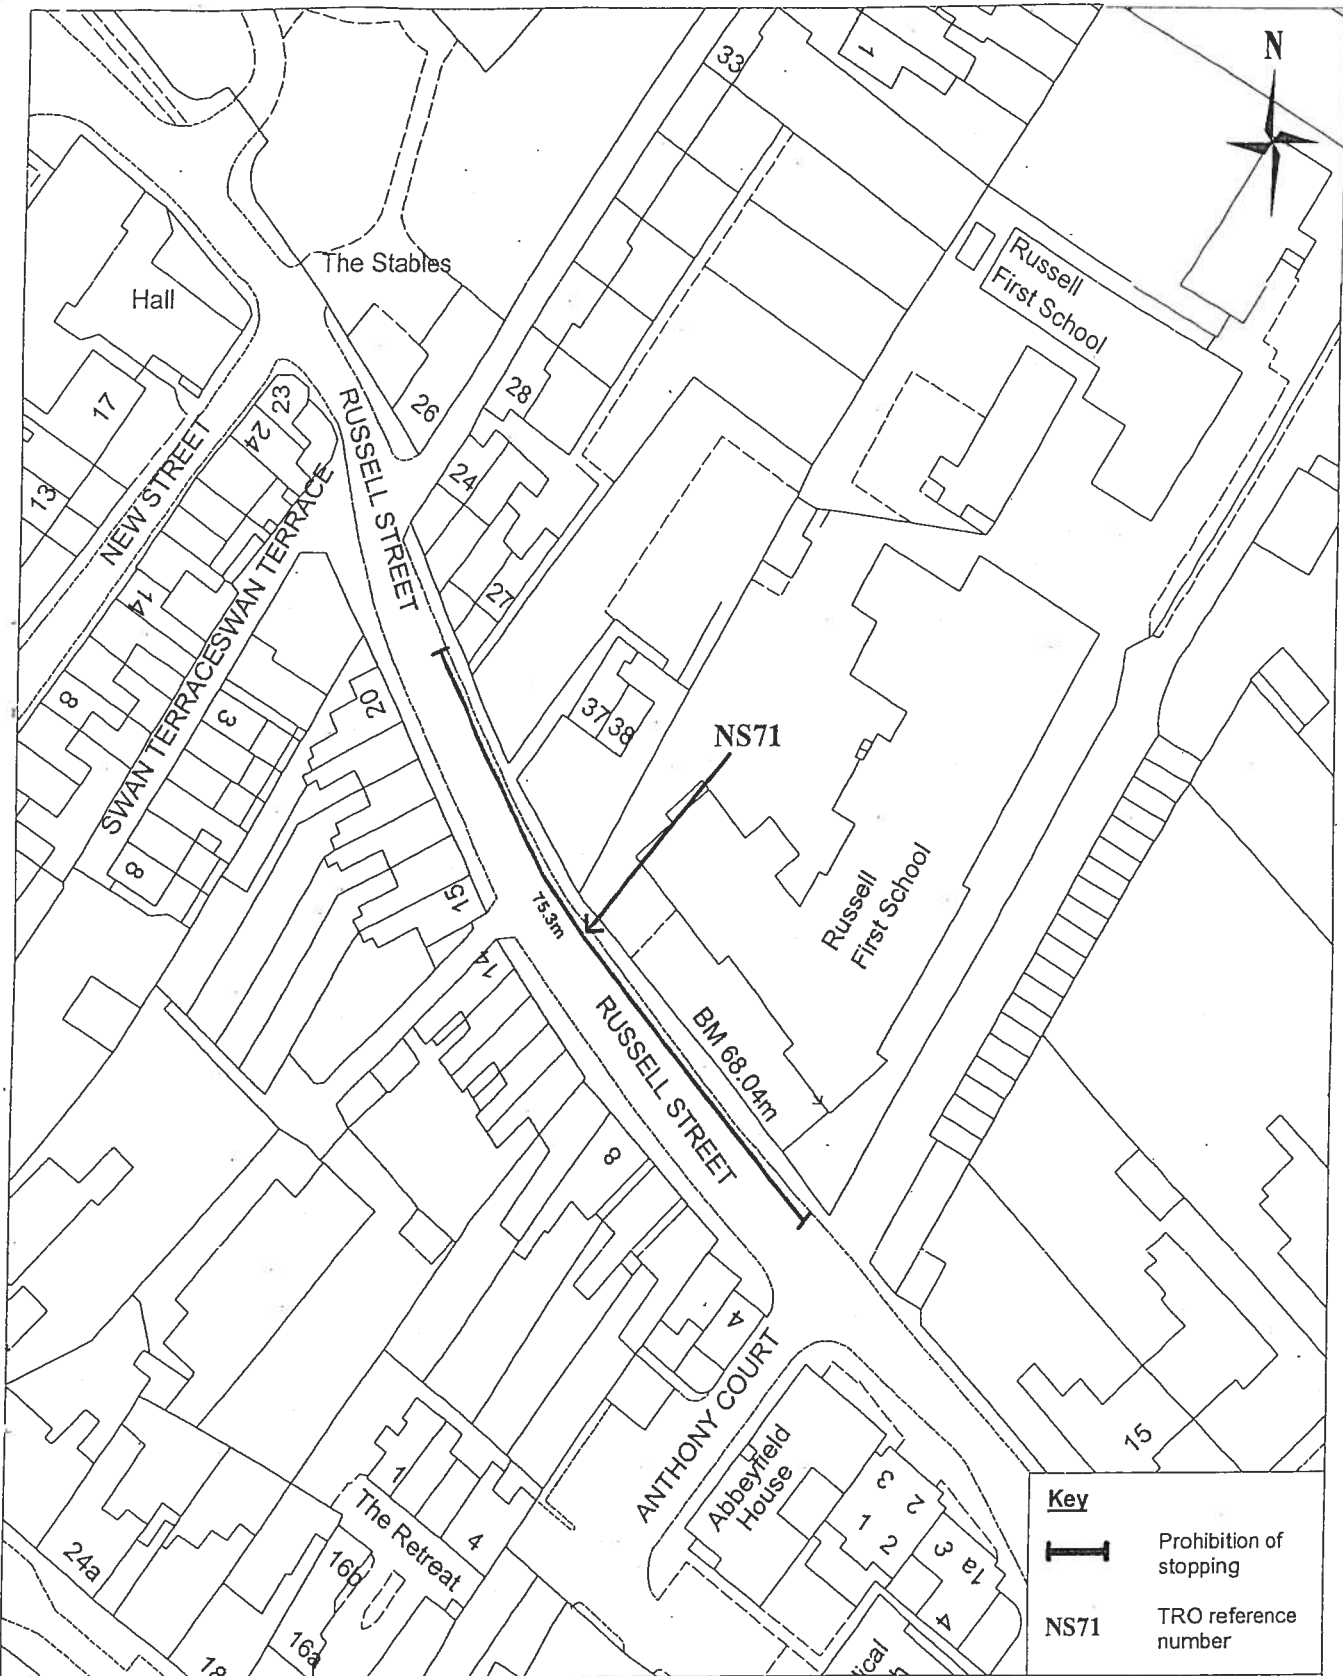 33
1
N
The Stables
Hall
Russell
First School
17
23
24
RUSSELL STREET
26
28
24
13
NEW STREET
27
14
SWAN TERRACE
SWAN TERRACE
8
3
8
20
37
38
NS71
15
75.3m
14
Russell
First School
BM 68.04m
RUSSELL STREET
8
4
ANTHONY COURT
Abbeyfield
House
3
2
1
2
3
1a
4
15
1
The Retreat
4
24a
16b
16a
18
Key
Prohibition of
stopping
NS71
TRO reference
number